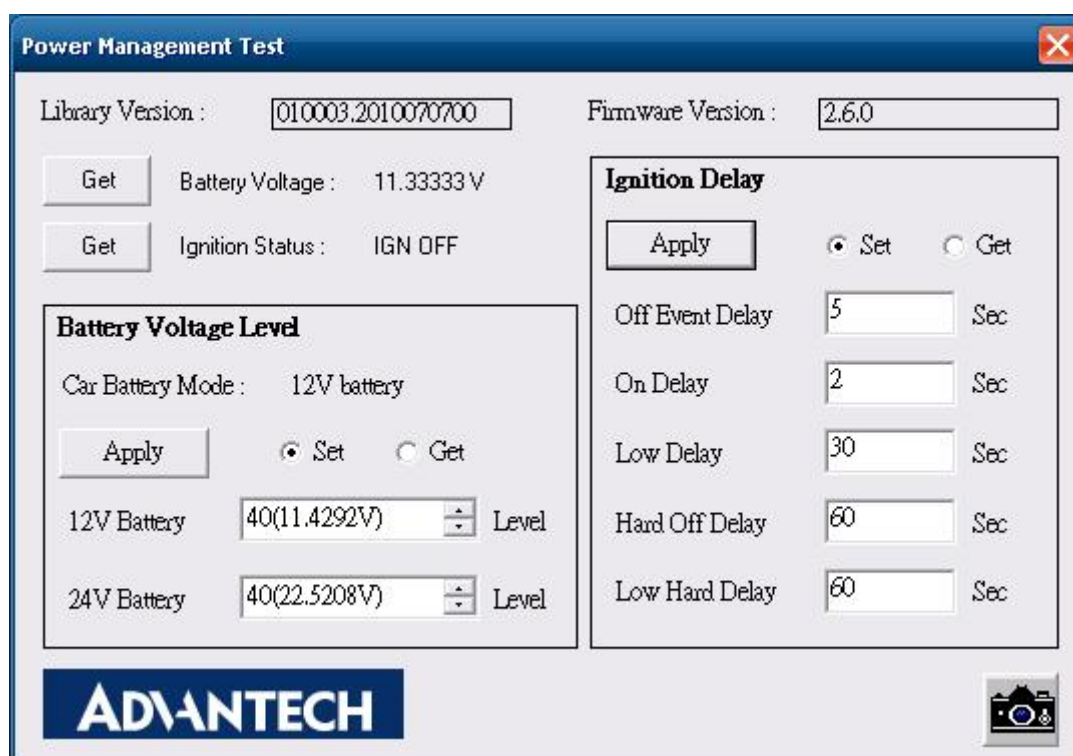 Power Management Test
Library Version : 010003.2010070700
Firmware Version : 2.6.0
Get Battery Voltage : 11.33333 V
Get Ignition Status : IGN OFF
Battery Voltage Level
Car Battery Mode : 12V battery
Apply Set Get
12V Battery 40(11.4292V) Level
24V Battery 40(22.5208V) Level
Ignition Delay
Apply Set Get
Off Event Delay 5 Sec
On Delay 2 Sec
Low Delay 30 Sec
Hard Off Delay 60 Sec
Low Hard Delay 60 Sec
ADVANTECH